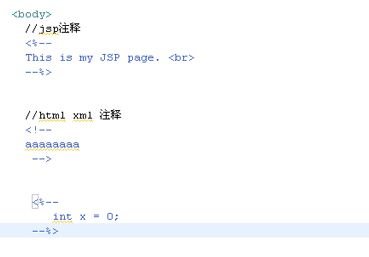 <body>
//jsp注释
<%--
This is my JSP page. <br>
--%>
//html xml 注释
<!--
aaaaaaaa
-->
<%--
int x = 0;
--%>